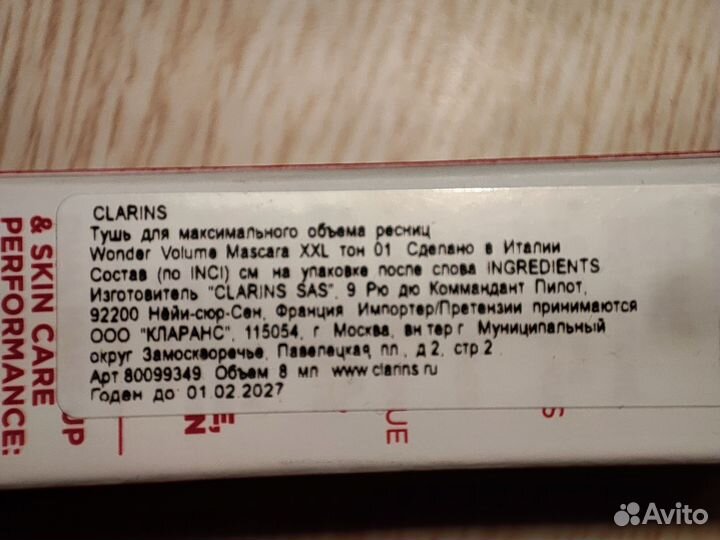 CLARINS
Тушь для максимального объема ресниц
Wonder Volume Mascara XXL тон 01 Сделано в Италии
Состав (по INCI) см на упаковке после слова INGREDIENTS
Изготовитель "CLARINS SAS", 9 Рю дю Коммандант Пилот,
92200 Нёйи-сюр-Сен, Франция Импортер/Претензии принимаются
ООО "КЛАРАНС", 115054, г Москва, вн тер г Муниципальный
округ Замоскворечье, Павелецкая пл., д 2, стр 2
Арт 80099349 Объем 8 мл www.clarins.ru
Годен до 01.02.2027
& SKIN CARE
PERFORMANCE:
UP
QUE
S
Avito